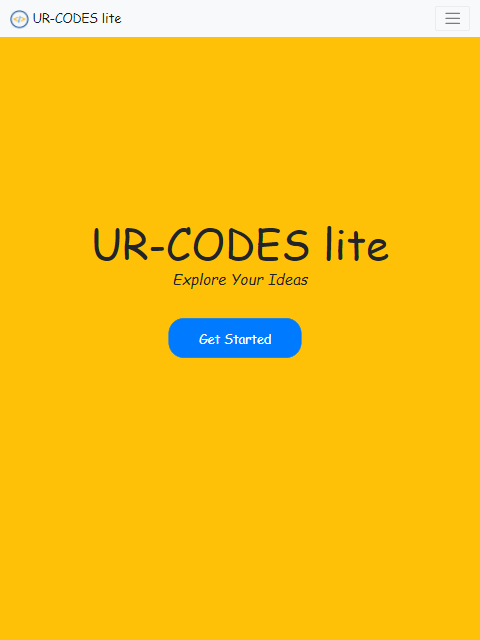 UR-CODES lite
UR-CODES lite
Explore Your Ideas
Get Started